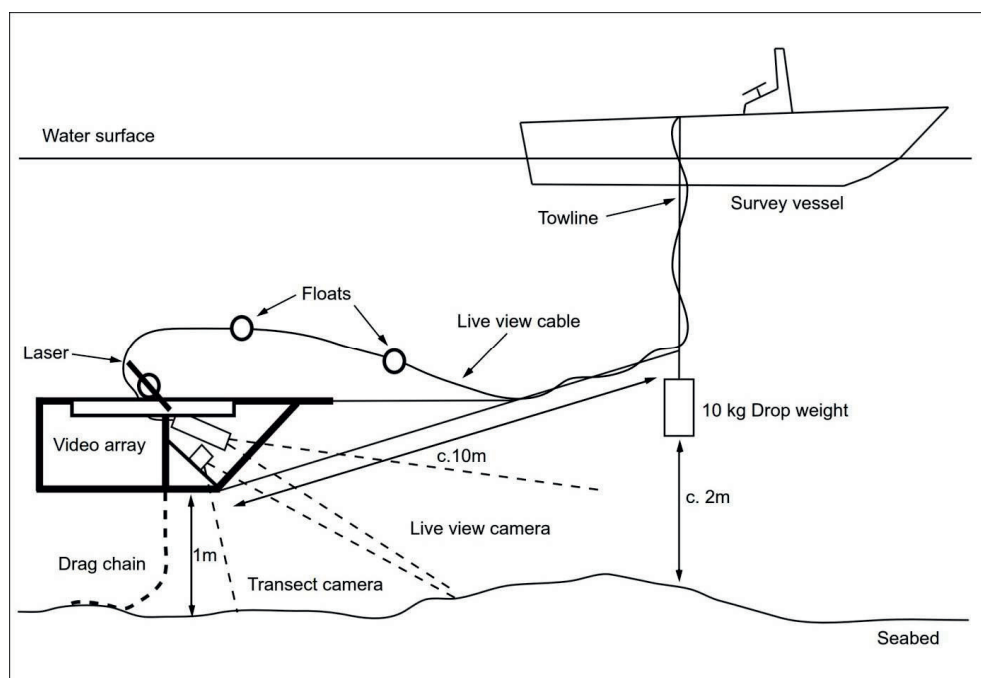 Water surface
Survey vessel
Towline
Floats
Live view cable
Laser
10 kg Drop weight
Video array
c.10m
c. 2m
Live view camera
1m
Drag chain
Transect camera
Seabed